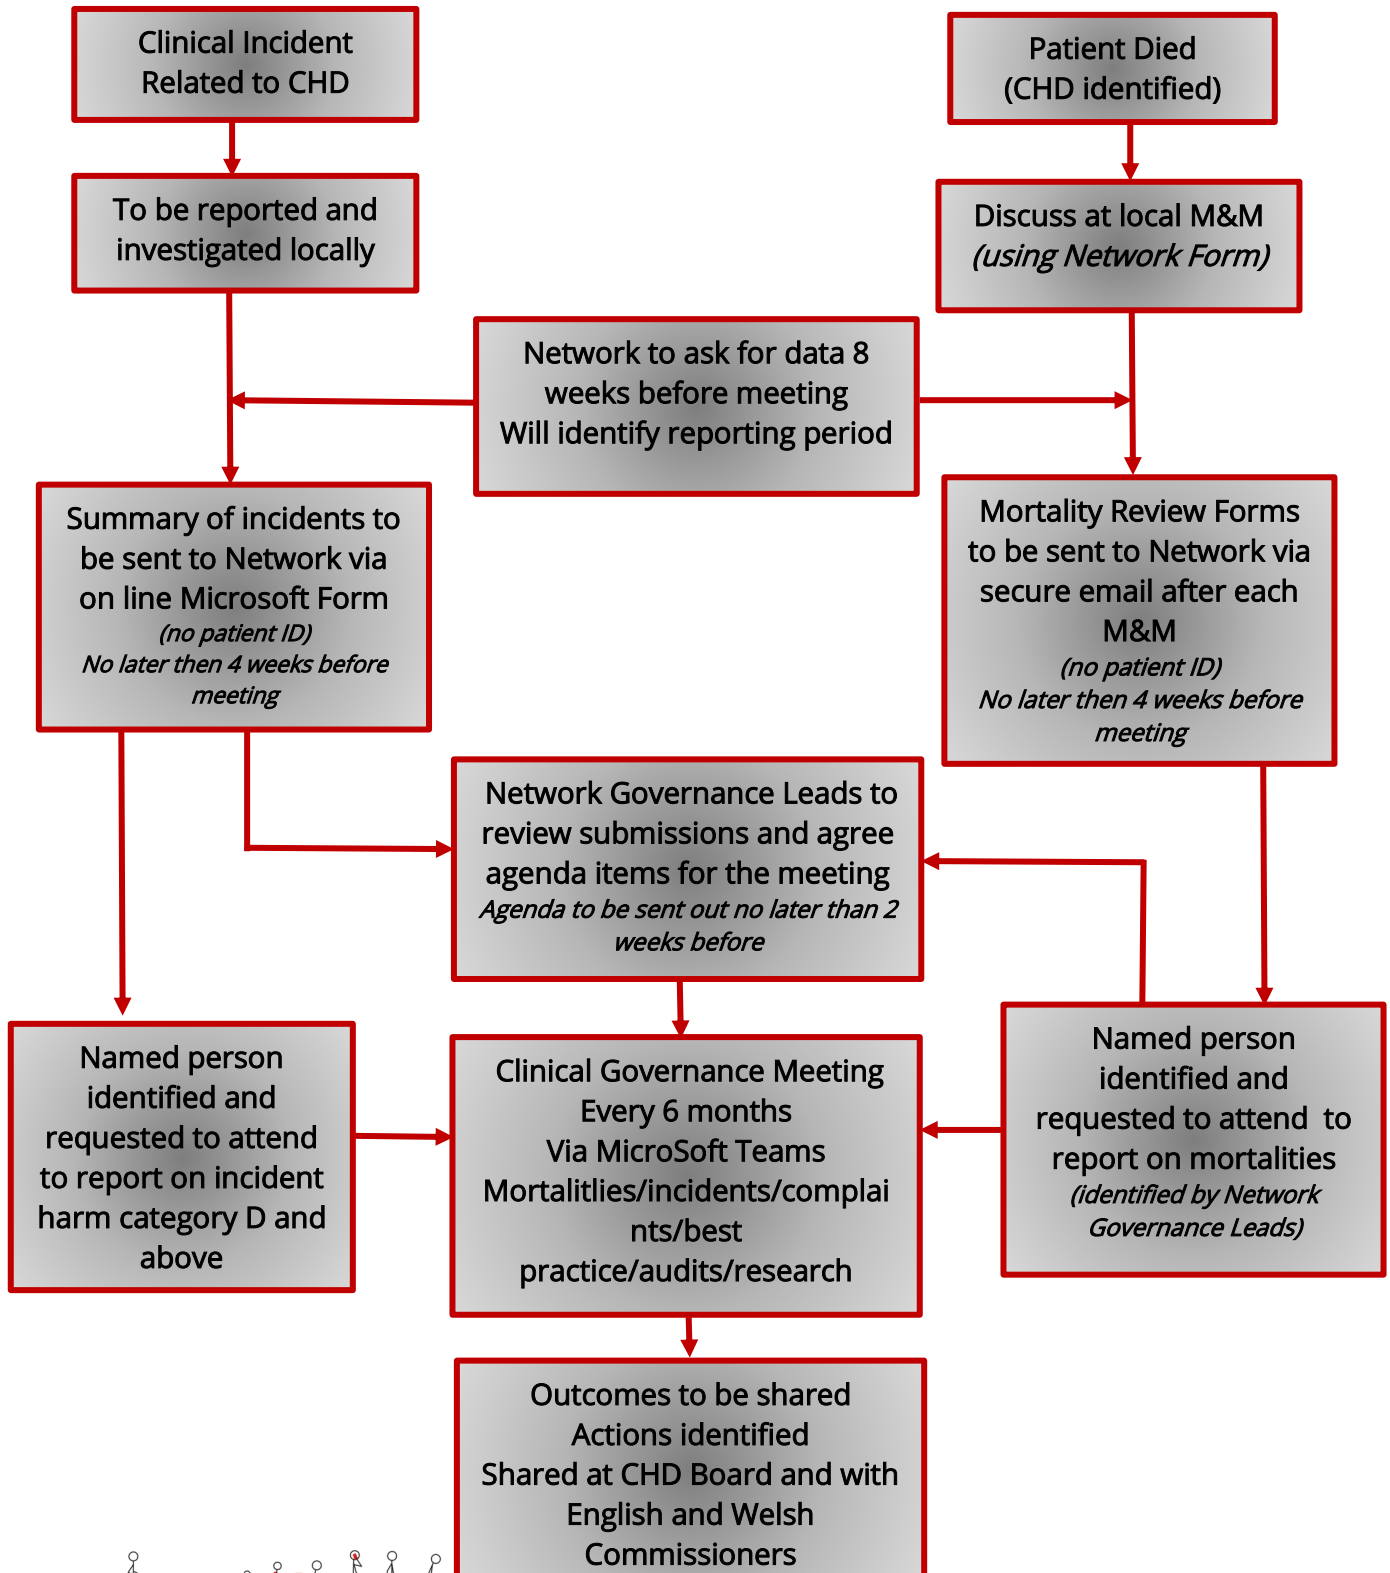 Clinical Incident
Related to CHD
Patient Died
(CHD identified)
To be reported and
investigated locally
Discuss at local M&M
(using Network Form)
Network to ask for data 8
weeks before meeting
Will identify reporting period
Summary of incidents to
be sent to Network via
on line Microsoft Form
(no patient ID)
No later then 4 weeks before
meeting
Mortality Review Forms
to be sent to Network via
secure email after each
M&M
(no patient ID)
No later then 4 weeks before
meeting
Network Governance Leads to
review submissions and agree
agenda items for the meeting
Agenda to be sent out no later than 2
weeks before
Named person
identified and
requested to attend
to report on incident
harm category D and
above
Clinical Governance Meeting
Every 6 months
Via MicroSoft Teams
Mortalitlies/incidents/complai
nts/best
practice/audits/research
Named person
identified and
requested to attend  to
report on mortalities
(identified by Network
Governance Leads)
Outcomes to be shared
Actions identified
Shared at CHD Board and with
English and Welsh
Commissioners